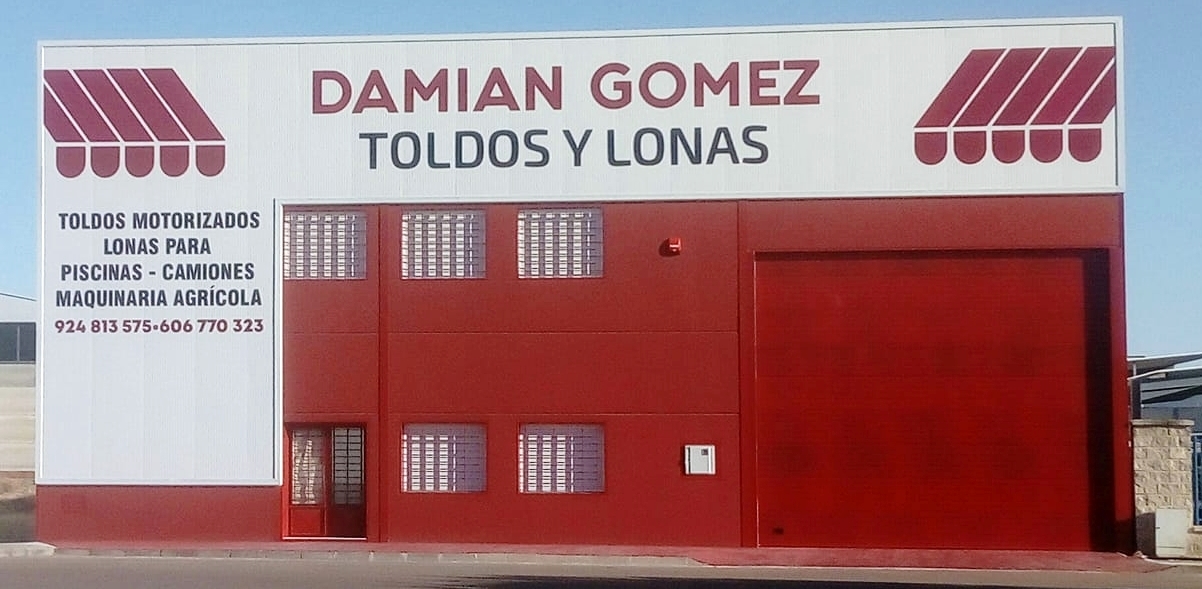 DAMIAN GOMEZ
TOLDOS Y LONAS
TOLDOS MOTORIZADOS
LONAS PARA
PISCINAS - CAMIONES
MAQUINARIA AGRÍCOLA
924 813 575·606 770 323